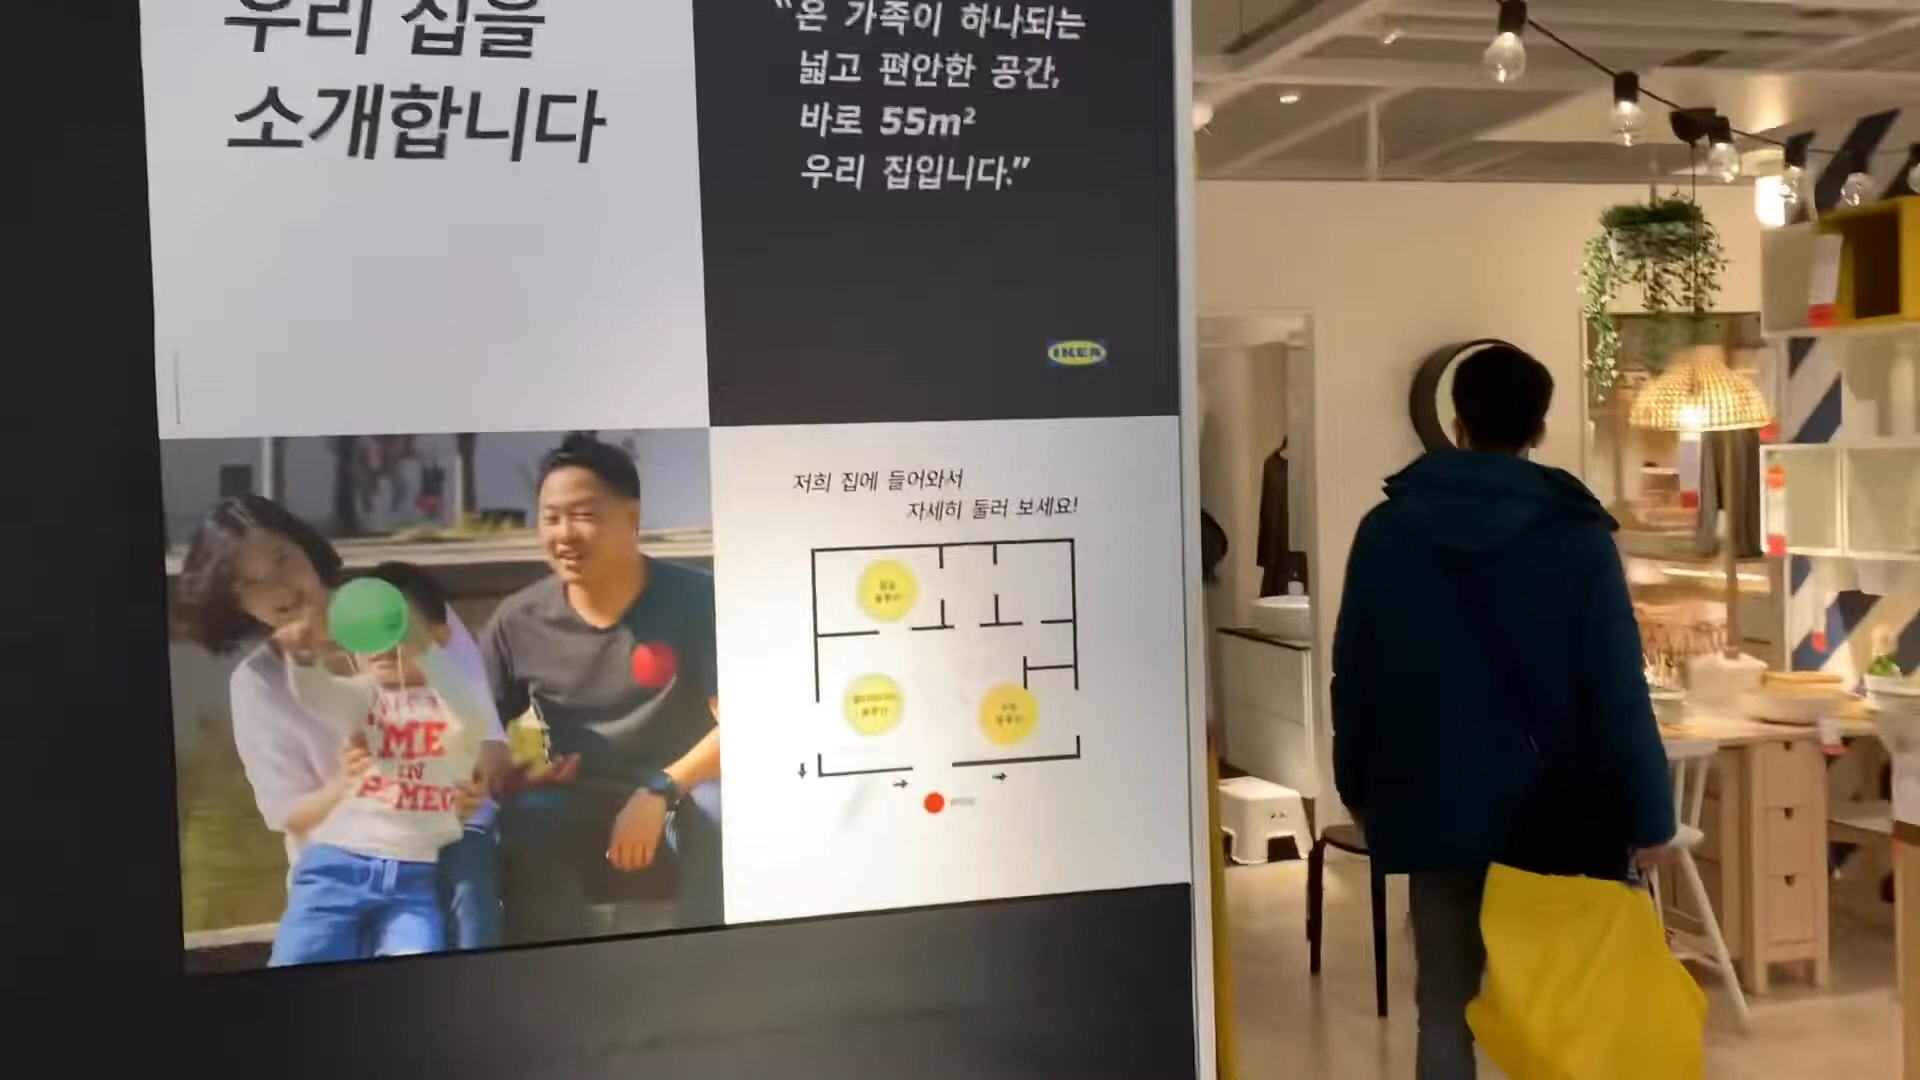 우리 집을
소개합니다
“온 가족이 하나되는
넓고 편안한 공간,
바로 55m²
우리 집입니다.”
IKEA
저희 집에 들어와서
자세히 둘러 보세요!
ME
IN